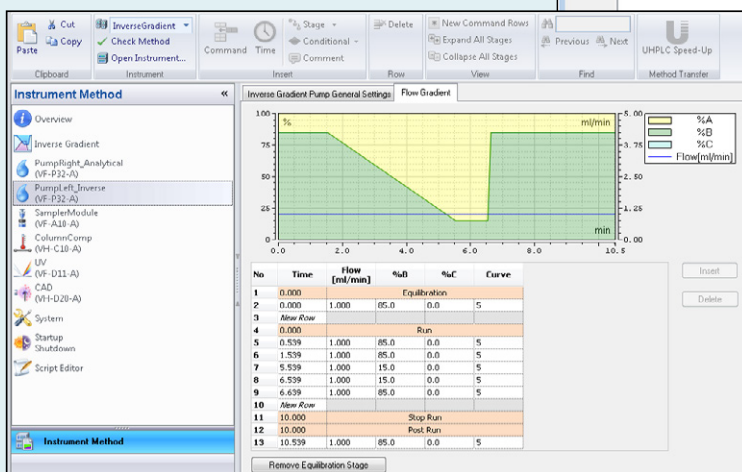 Paste
Cut
Copy
Clipboard
InverseGradient
Check Method
Open Instrument...
Instrument
Command
Time
Stage
Conditional
Comment
Insert
Delete
Row
New Command Rows
Expand All Stages
Collapse All Stages
View
Previous Next
Find
UHPLC Speed-Up
Method Transfer
Instrument Method «
Overview
Inverse Gradient
PumpRight_Analytical
(VF-P32-A)
PumpLeft_Inverse
(VF-P32-A)
SamplerModule
(VF-A10-A)
ColumnComp
(VH-C10-A)
UV
(VF-D11-A)
CAD
(VH-D20-A)
System
Startup
Shutdown
Script Editor
Instrument Method
Inverse Gradient Pump General Settings Flow Gradient
100 % ml/min 5.00
75 3.75
50 2.50
25 1.25
0 min 0.00
0.0 2.0 4.0 6.0 8.0 10.5
%A
%B
%C
Flow[ml/min]
No Time Flow [ml/min] %B %C Curve
1 0.000 Equilibration
2 0.000 1.000 85.0 0.0 5
3 New Row
4 0.000 Run
5 0.539 1.000 85.0 0.0 5
6 1.539 1.000 85.0 0.0 5
7 5.539 1.000 15.0 0.0 5
8 6.539 1.000 15.0 0.0 5
9 6.639 1.000 85.0 0.0 5
10 New Row
11 10.000 Stop Run
12 10.000 Post Run
13 10.539 1.000 85.0 0.0 5
Insert
Delete
Remove Equilibration Stage